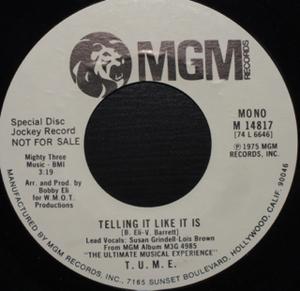 MGM
RECORDS
Special Disc
Jockey Record
NOT FOR SALE
Mighty Three
Music - BMI
3:19
Arr. and Prod. by
Bobby Eli
for W.M.O.T.
Productions
MONO
M 14817
[74 L 6646]
℗ 1975 MGM
RECORDS, INC.
TELLING IT LIKE IT IS
(B. Eli-V. Barrett)
Lead Vocals: Susan Grindell-Lois Brown
From MGM Album M3G 4985
"THE ULTIMATE MUSICAL EXPERIENCE"
T.U.M.E.
MANUFACTURED BY MGM RECORDS, INC., 7165 SUNSET BOULEVARD, HOLLYWOOD, CALIF. 90046